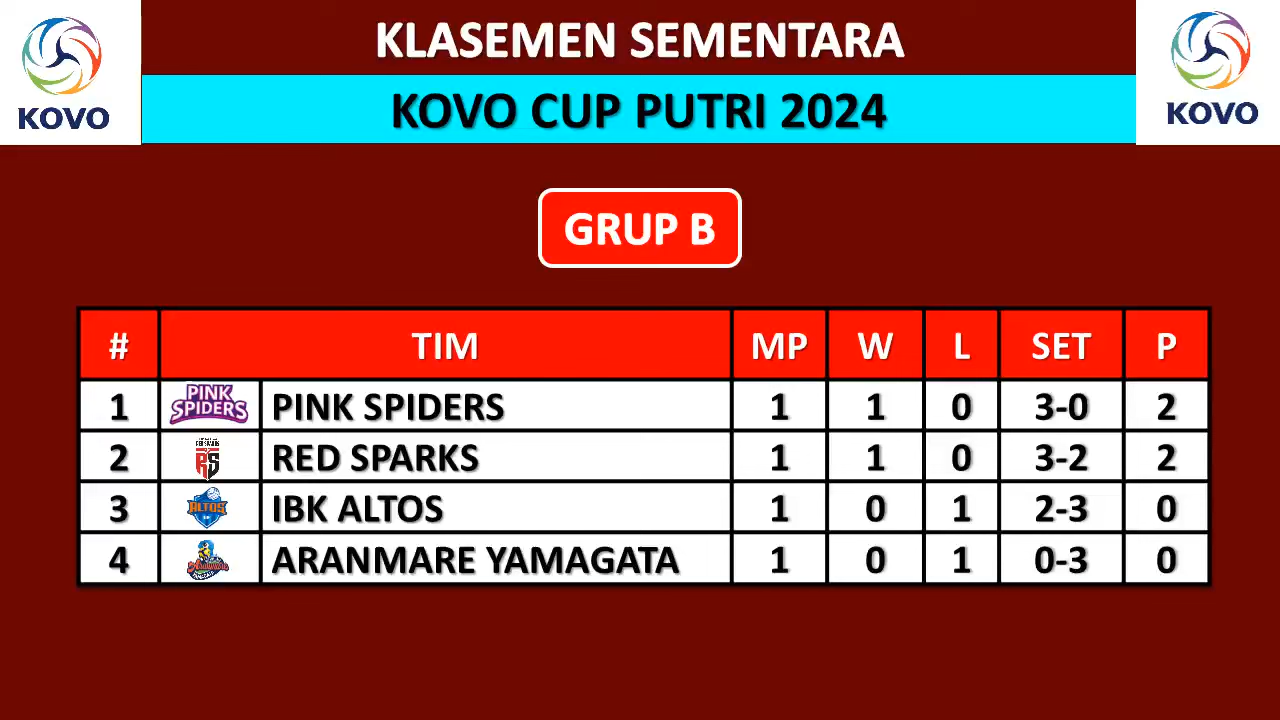 KLASEMEN SEMENTARA
KOVO CUP PUTRI 2024
KOVO
KOVO
GRUP B
# TIM MP W L SET P
1 PINK SPIDERS PINK SPIDERS 1 1 0 3-0 2
2 RS RED SPARKS 1 1 0 3-2 2
3 ALTOS IBK ALTOS 1 0 1 2-3 0
4 ARANMARE YAMAGATA 1 0 1 0-3 0